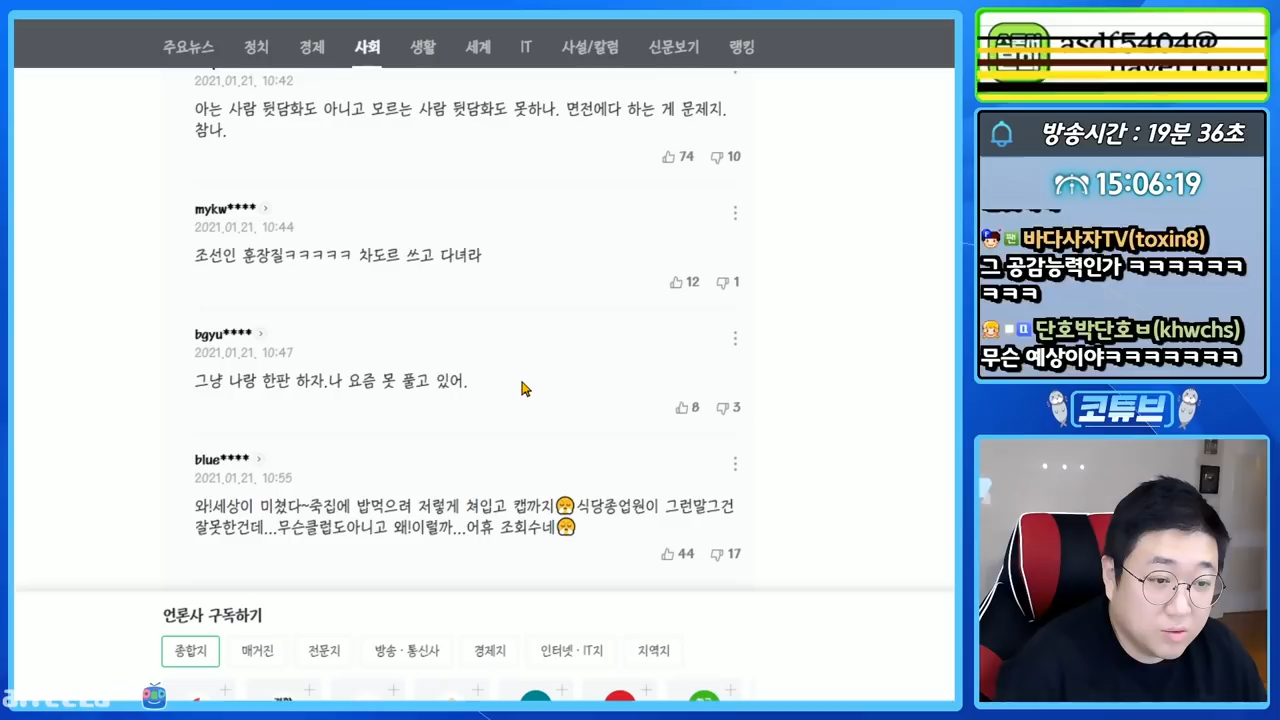 주요뉴스 정치 경제 사회 생활 세계 IT 사설/칼럼 신문보기 랭킹
2021.01.21. 10:42
아는 사람 뒷담화도 아니고 모르는 사람 뒷담화도 못하나. 면전에다 하는 게 문제지.
참나.
74 10
mykw****
2021.01.21. 10:44
조선인 훈장질ㅋㅋㅋㅋㅋ 차도르 쓰고 다녀라
12 1
bgyu****
2021.01.21. 10:47
그냥 나랑 한판 하자.나 요즘 못 풀고 있어.
8 3
blue****
2021.01.21. 10:55
와!세상이 미쳤다~죽집에 밥먹으려 저렇게 쳐입고 캡까지 식당종업원이 그런말그건
잘못한건데...무슨클럽도아니고 왜!이럴까...어휴 조회수네
44 17
언론사 구독하기
종합지 매거진 전문지 방송·통신사 경제지 인터넷·IT지 지역지
asdf5404@
naver.com
방송시간 : 19분 36초
15:06:19
바다사자TV(toxin8)
그 공감능력인가 ㅋㅋㅋㅋㅋㅋ
ㅋㅋㅋ
단호박단호ㅂ(khwchs)
무슨 예상이야ㅋㅋㅋㅋㅋㅋㅋ
코튜브